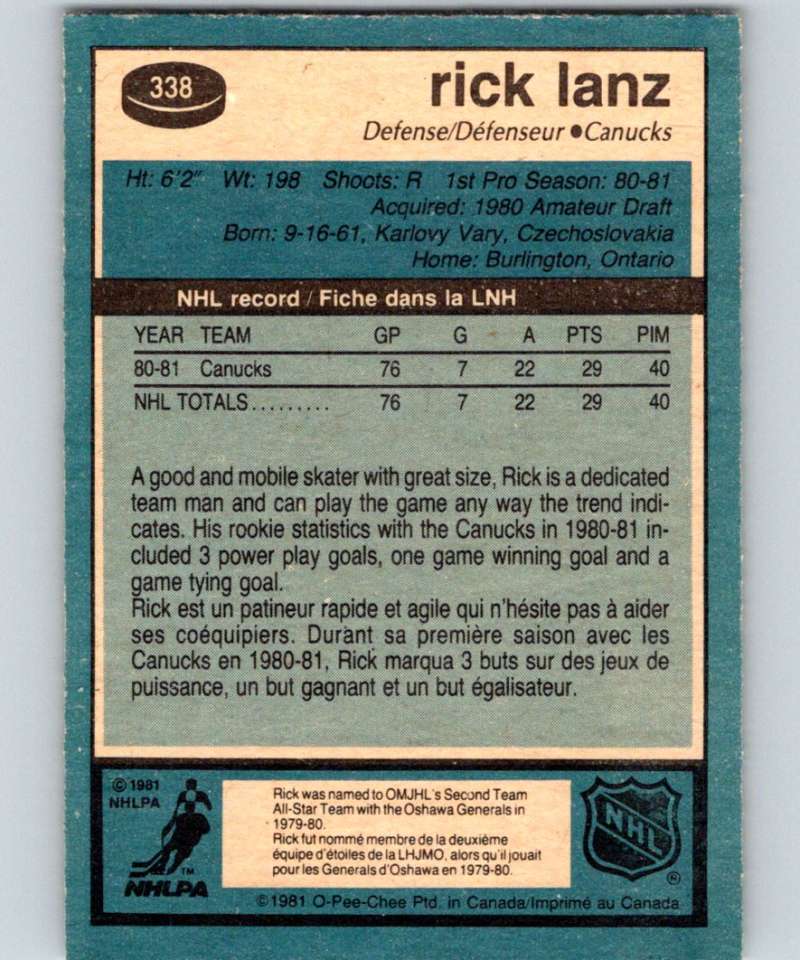 338
rick lanz
Defense/Défenseur ● Canucks
Ht: 6'2" Wt: 198 Shoots: R 1st Pro Season: 80-81
Acquired: 1980 Amateur Draft
Born: 9-16-61, Karlovy Vary, Czechoslovakia
Home: Burlington, Ontario
NHL record / Fiche dans la LNH
YEAR TEAM GP G A PTS PIM
80-81 Canucks 76 7 22 29 40
NHL TOTALS......... 76 7 22 29 40
A good and mobile skater with great size, Rick is a dedicated
team man and can play the game any way the trend indi-
cates. His rookie statistics with the Canucks in 1980-81 in-
cluded 3 power play goals, one game winning goal and a
game tying goal.
Rick est un patineur rapide et agile qui n'hésite pas à aider
ses coéquipiers. Durant sa première saison avec les
Canucks en 1980-81, Rick marqua 3 buts sur des jeux de
puissance, un but gagnant et un but égalisateur.
© 1981
NHLPA
TM
NHLPA
Rick was named to OMJHL's Second Team
All-Star Team with the Oshawa Generals in
1979-80.
Rick fut nommé membre de la deuxième
équipe d'étoiles de la LHJMO, alors qu'il jouait
pour les Generals d'Oshawa en 1979-80.
NHL
®
©1981 O-Pee-Chee Ptd. in Canada/Imprimé au Canada